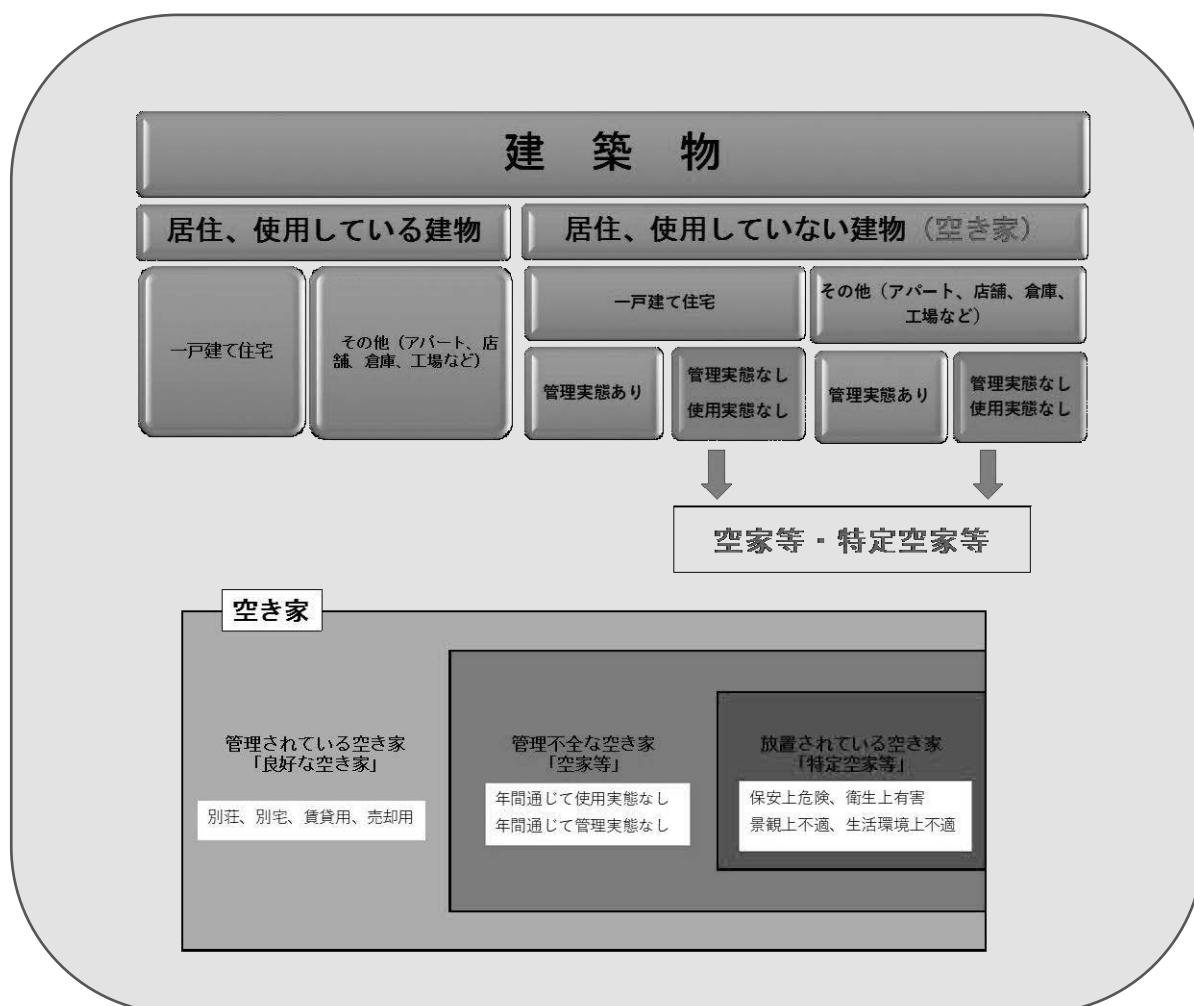 建 築 物
居住、使用している建物
居住、使用していない建物（空き家）
一戸建て住宅
その他（アパート、店
舗、倉庫、工場など）
一戸建て住宅
その他（アパート、店舗、倉庫、
工場など）
管理実態あり
管理実態なし
使用実態なし
管理実態あり
管理実態なし
使用実態なし
空家等・特定空家等
空き家
管理されている空き家
「良好な空き家」
別荘、別宅、賃貸用、売却用
管理不全な空き家
「空家等」
年間通じて使用実態なし
年間通じて管理実態なし
放置されている空き家
「特定空家等」
保安上危険、衛生上有害
景観上不適、生活環境上不適